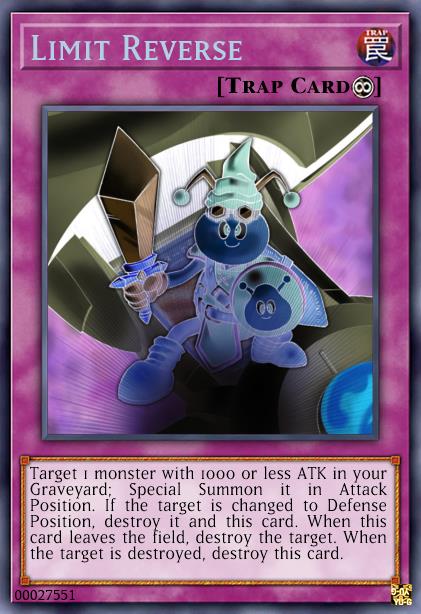 Limit Reverse
TRAP
罠
[Trap Card]
Target 1 monster with 1000 or less ATK in your
Graveyard; Special Summon it in Attack
Position. If the target is changed to Defense
Position, destroy it and this card. When this
card leaves the field, destroy the target. When
the target is destroyed, destroy this card.
00027551